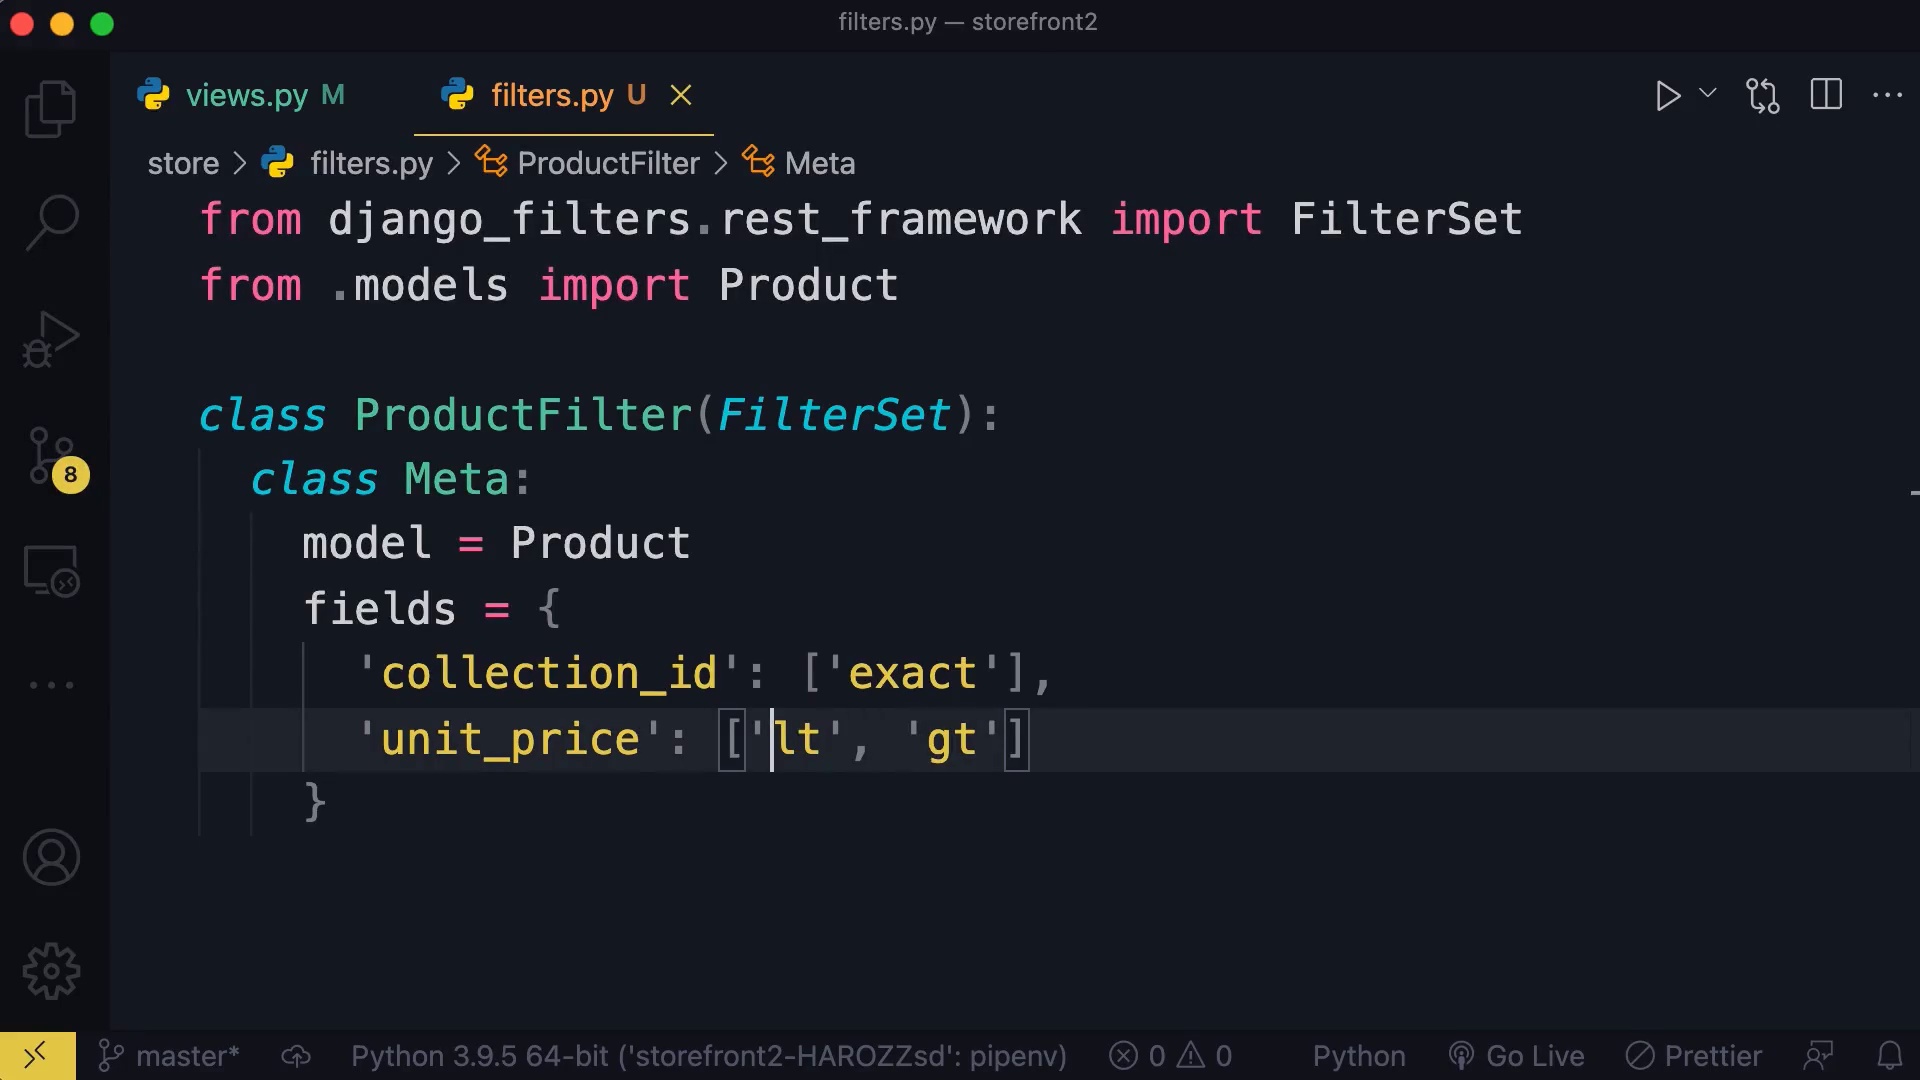 filters.py — storefront2
views.py M filters.py U
store > filters.py > ProductFilter > Meta
from django_filters.rest_framework import FilterSet
from .models import Product
class ProductFilter(FilterSet):
class Meta:
model = Product
fields = {
'collection_id': ['exact'],
'unit_price': ['lt', 'gt']
}
8
master* Python 3.9.5 64-bit ('storefront2-HAROZZsd': pipenv) 0 0 Python Go Live Prettier